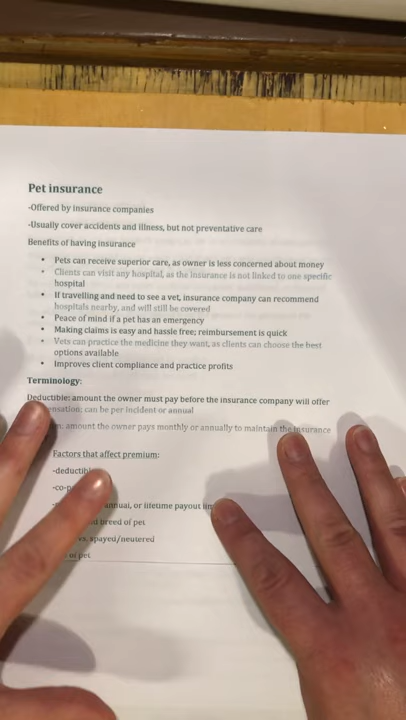 Pet insurance
-Offered by insurance companies
-Usually cover accidents and illness, but not preventative care
Benefits of having insurance
• Pets can receive superior care, as owner is less concerned about money
• Clients can visit any hospital, as the insurance is not linked to one specific
hospital
• If travelling and need to see a vet, insurance company can recommend
hospitals nearby, and will still be covered
• Peace of mind if a pet has an emergency
• Making claims is easy and hassle free; reimbursement is quick
• Vets can practice the medicine they want, as clients can choose the best
options available
• Improves client compliance and practice profits
Terminology:
Deductible: amount the owner must pay before the insurance company will offer
can be per incident or annual
amount the owner pays monthly or annually to maintain the insurance
Factors that affect premium:
annual, or lifetime payout
breed of pet
spayed/neutered
of pet